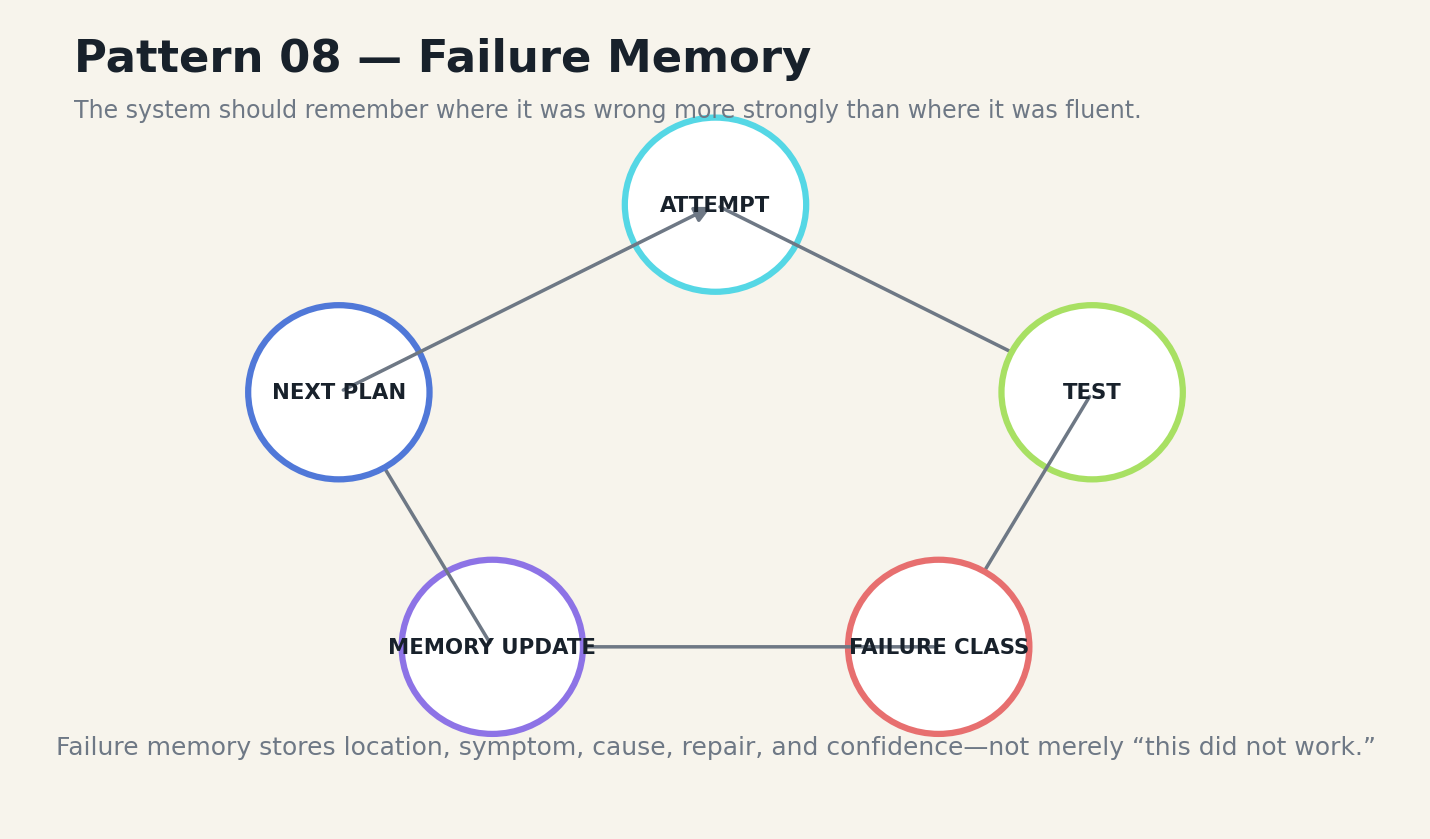 Pattern 08 — Failure Memory
The system should remember where it was wrong more strongly than where it was fluent.
ATTEMPT
NEXT PLAN
TEST
MEMORY UPDATE
FAILURE CLASS
Failure memory stores location, symptom, cause, repair, and confidence—not merely “this did not work.”